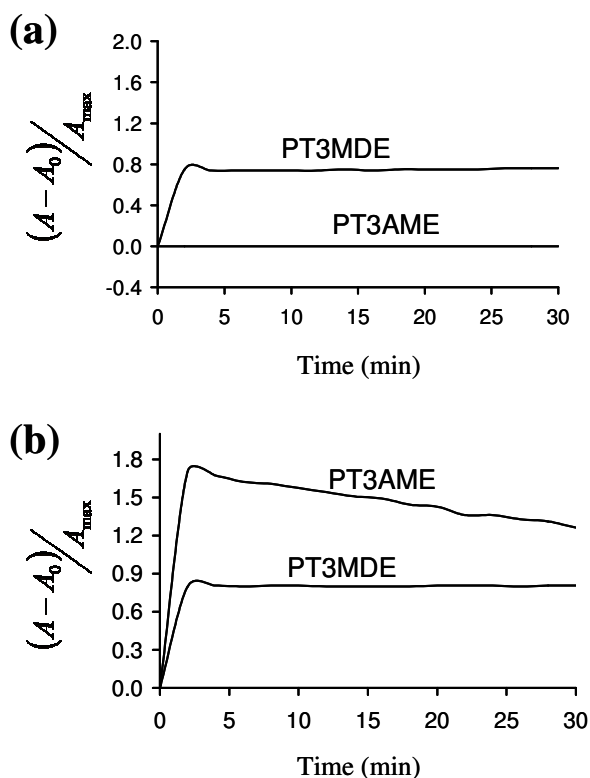 (a)
(A – A₀)/Aₘₐₓ
2.0
1.6
1.2
0.8
0.4
0.0
-0.4
PT3MDE
PT3AME
0 5 10 15 20 25 30
Time (min)
(b)
(A – A₀)/Aₘₐₓ
1.8
1.5
1.2
0.9
0.6
0.3
0.0
PT3AME
PT3MDE
0 5 10 15 20 25 30
Time (min)